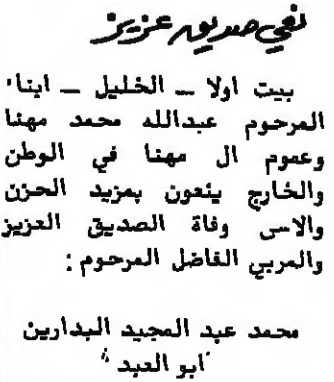 نعي صديق عزيز
بيت اولا – الخليل – ابناء
المرحوم عبدالله محمد مهنا
وعموم ال مهنا في الوطن
والخارج ينعون بمزيد الحزن
والاسى وفاة الصديق العزيز
والمربي الفاضل المرحوم :
محمد عبد المجيد البدارين
"ابو العبد"